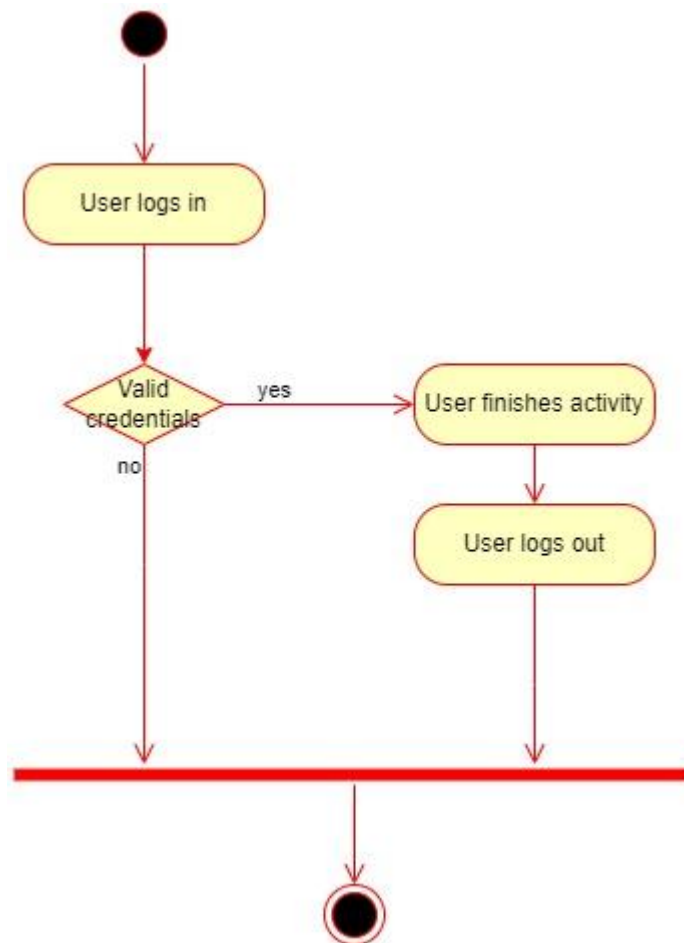 User logs in
Valid
credentials
yes
User finishes activity
no
User logs out